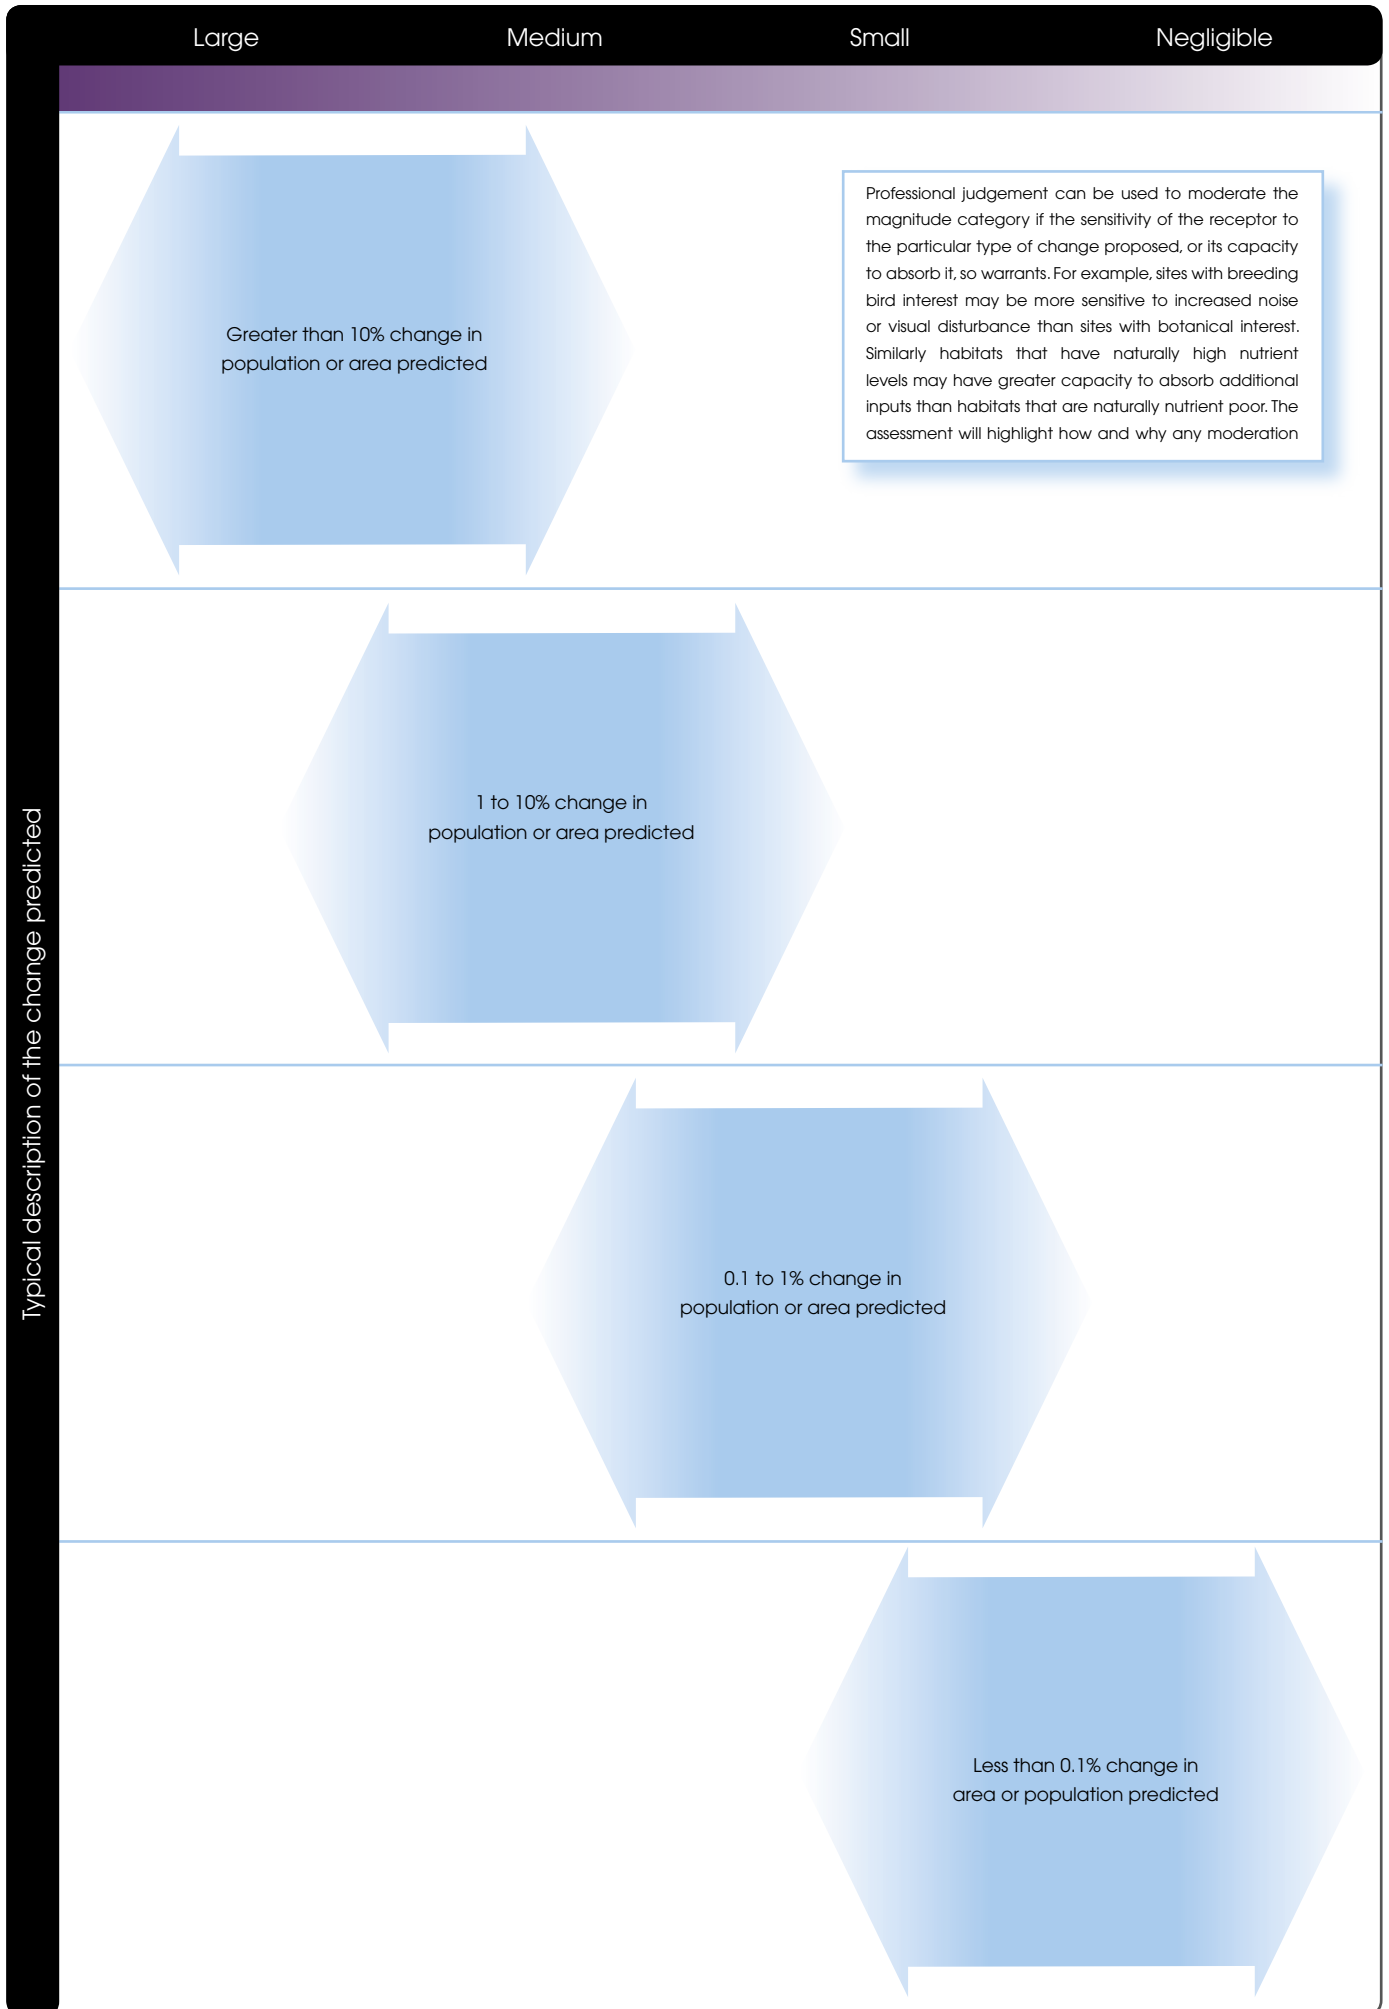 Large
Medium
Small
Negligible
Typical description of the change predicted
Greater than 10% change in
population or area predicted
Professional judgement can be used to moderate the
magnitude category if the sensitivity of the receptor to
the particular type of change proposed, or its capacity
to absorb it, so warrants. For example, sites with breeding
bird interest may be more sensitive to increased noise
or visual disturbance than sites with botanical interest.
Similarly habitats that have naturally high nutrient
levels may have greater capacity to absorb additional
inputs than habitats that are naturally nutrient poor. The
assessment will highlight how and why any moderation
1 to 10% change in
population or area predicted
0.1 to 1% change in
population or area predicted
Less than 0.1% change in
area or population predicted